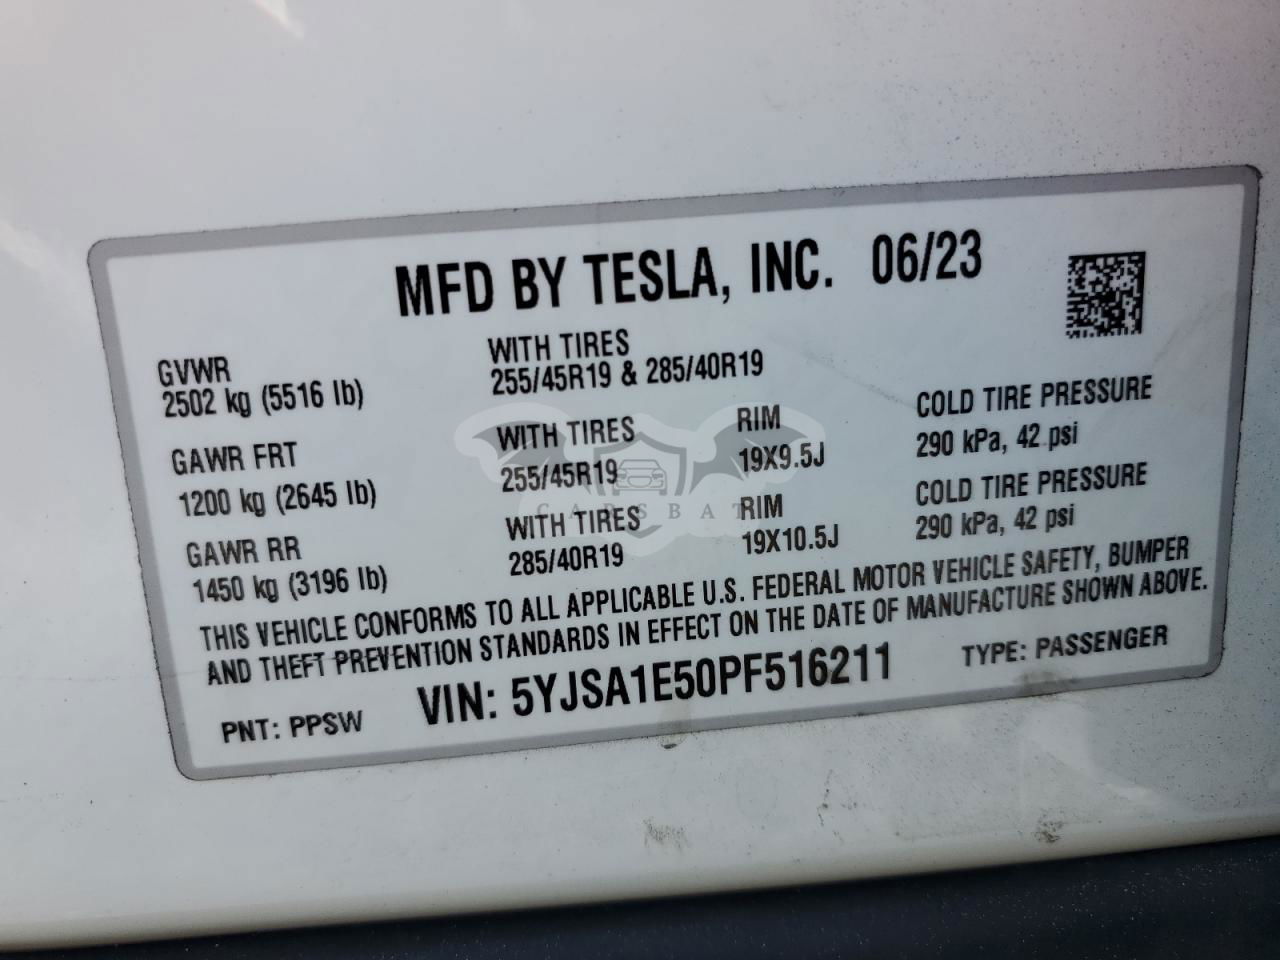 MFD BY TESLA, INC. 06/23
GVWR
2502 kg (5516 lb)
WITH TIRES
255/45R19 & 285/40R19
GAWR FRT
1200 kg (2645 lb)
WITH TIRES
255/45R19
RIM
19X9.5J
COLD TIRE PRESSURE
290 kPa, 42 psi
GAWR RR
1450 kg (3196 lb)
WITH TIRES
285/40R19
RIM
19X10.5J
COLD TIRE PRESSURE
290 kPa, 42 psi
CARSBAT
THIS VEHICLE CONFORMS TO ALL APPLICABLE U.S. FEDERAL MOTOR VEHICLE SAFETY, BUMPER
AND THEFT PREVENTION STANDARDS IN EFFECT ON THE DATE OF MANUFACTURE SHOWN ABOVE.
PNT: PPSW
VIN: 5YJSA1E50PF516211
TYPE: PASSENGER